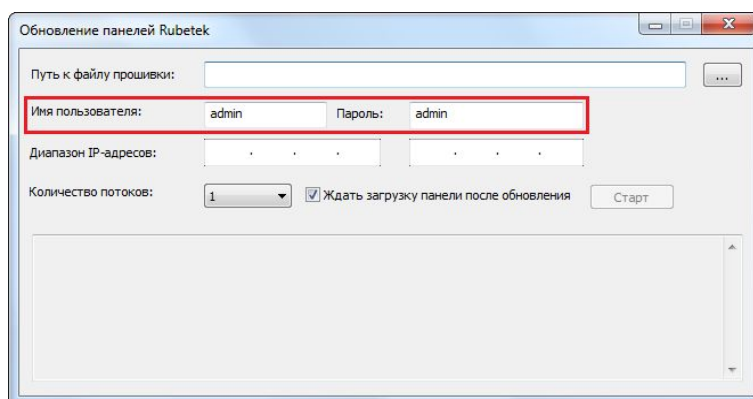 Обновление панелей Rubetek
Путь к файлу прошивки: ...
Имя пользователя: admin Пароль: admin
Диапазон IP-адресов: . . . . . .
Количество потоков: 1 Ждать загрузку панели после обновления Старт